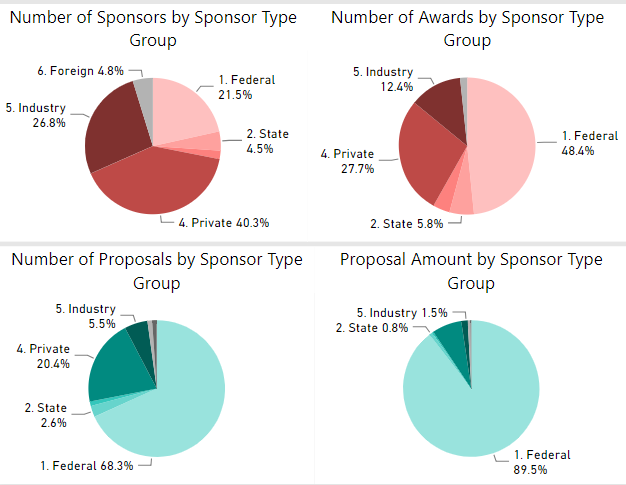 Number of Sponsors by Sponsor Type
Group
6. Foreign 4.8%
1. Federal
21.5%
5. Industry
26.8%
2. State
4.5%
4. Private 40.3%
Number of Awards by Sponsor Type
Group
5. Industry
12.4%
1. Federal
48.4%
4. Private
27.7%
2. State 5.8%
Number of Proposals by Sponsor Type
Group
5. Industry
5.5%
4. Private
20.4%
2. State
2.6%
1. Federal 68.3%
Proposal Amount by Sponsor Type
Group
5. Industry 1.5%
2. State 0.8%
1. Federal
89.5%